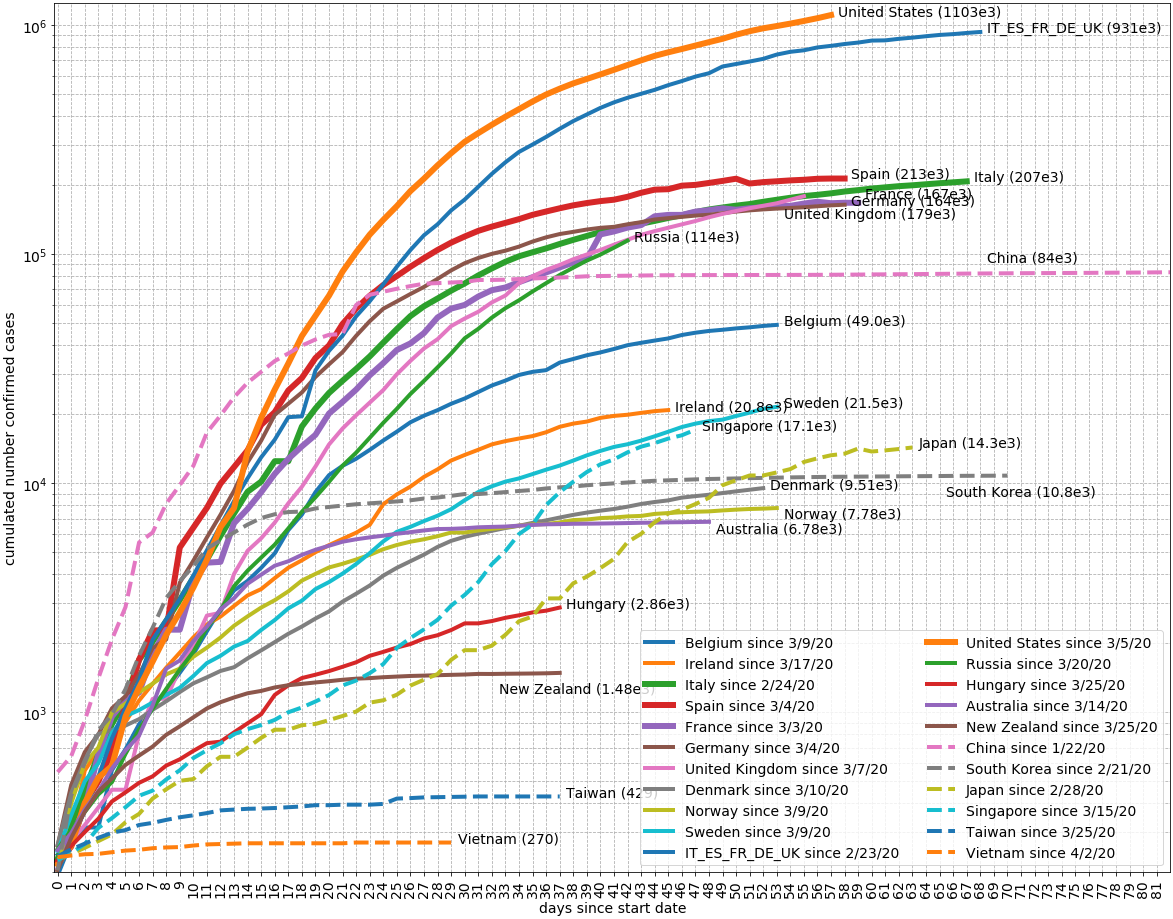 United States (1103e3)
IT_ES_FR_DE_UK (931e3)
Spain (213e3)
Italy (207e3)
France (167e3)
Germany (164e3)
United Kingdom (179e3)
Russia (114e3)
China (84e3)
Belgium (49.0e3)
Ireland (20.8e3)
Sweden (21.5e3)
Singapore (17.1e3)
Japan (14.3e3)
Denmark (9.51e3)
South Korea (10.8e3)
Norway (7.78e3)
Australia (6.78e3)
Hungary (2.86e3)
New Zealand (1.48e3)
Taiwan (429)
Vietnam (270)
10⁶
10⁵
10⁴
10³
cumulated number confirmed cases
Belgium since 3/9/20
Ireland since 3/17/20
Italy since 2/24/20
Spain since 3/4/20
France since 3/3/20
Germany since 3/4/20
United Kingdom since 3/7/20
Denmark since 3/10/20
Norway since 3/9/20
Sweden since 3/9/20
IT_ES_FR_DE_UK since 2/23/20
United States since 3/5/20
Russia since 3/20/20
Hungary since 3/25/20
Australia since 3/14/20
New Zealand since 3/25/20
China since 1/22/20
South Korea since 2/21/20
Japan since 2/28/20
Singapore since 3/15/20
Taiwan since 3/25/20
Vietnam since 4/2/20
0 1 2 3 4 5 6 7 8 9 10 11 12 13 14 15 16 17 18 19 20 21 22 23 24 25 26 27 28 29 30 31 32 33 34 35 36 37 38 39 40 41 42 43 44 45 46 47 48 49 50 51 52 53 54 55 56 57 58 59 60 61 62 63 64 65 66 67 68 69 70 71 72 73 74 75 76 77 78 79 80 81
days since start date